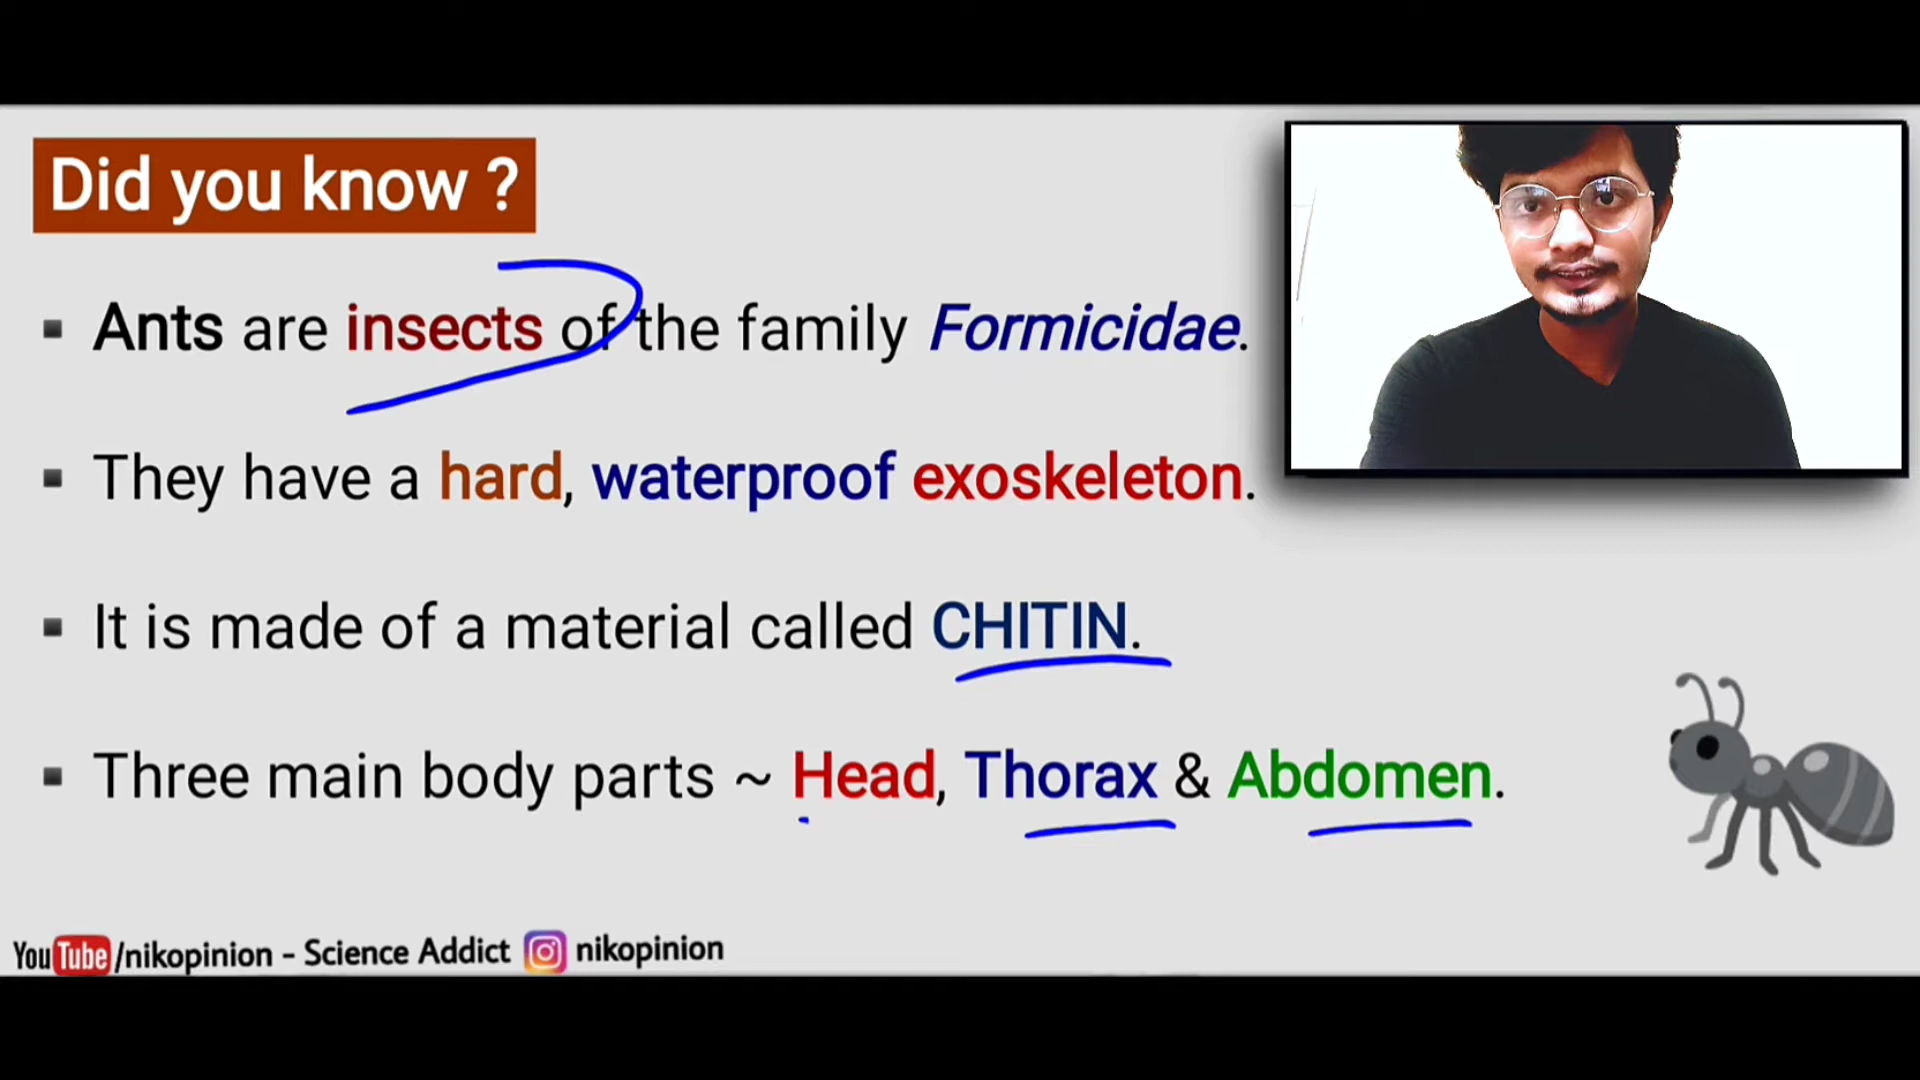 Did you know ?
▪ Ants are insects of the family Formicidae.
▪ They have a hard, waterproof exoskeleton.
▪ It is made of a material called CHITIN.
▪ Three main body parts ~ Head, Thorax & Abdomen.
YouTube/nikopinion - Science Addict nikopinion